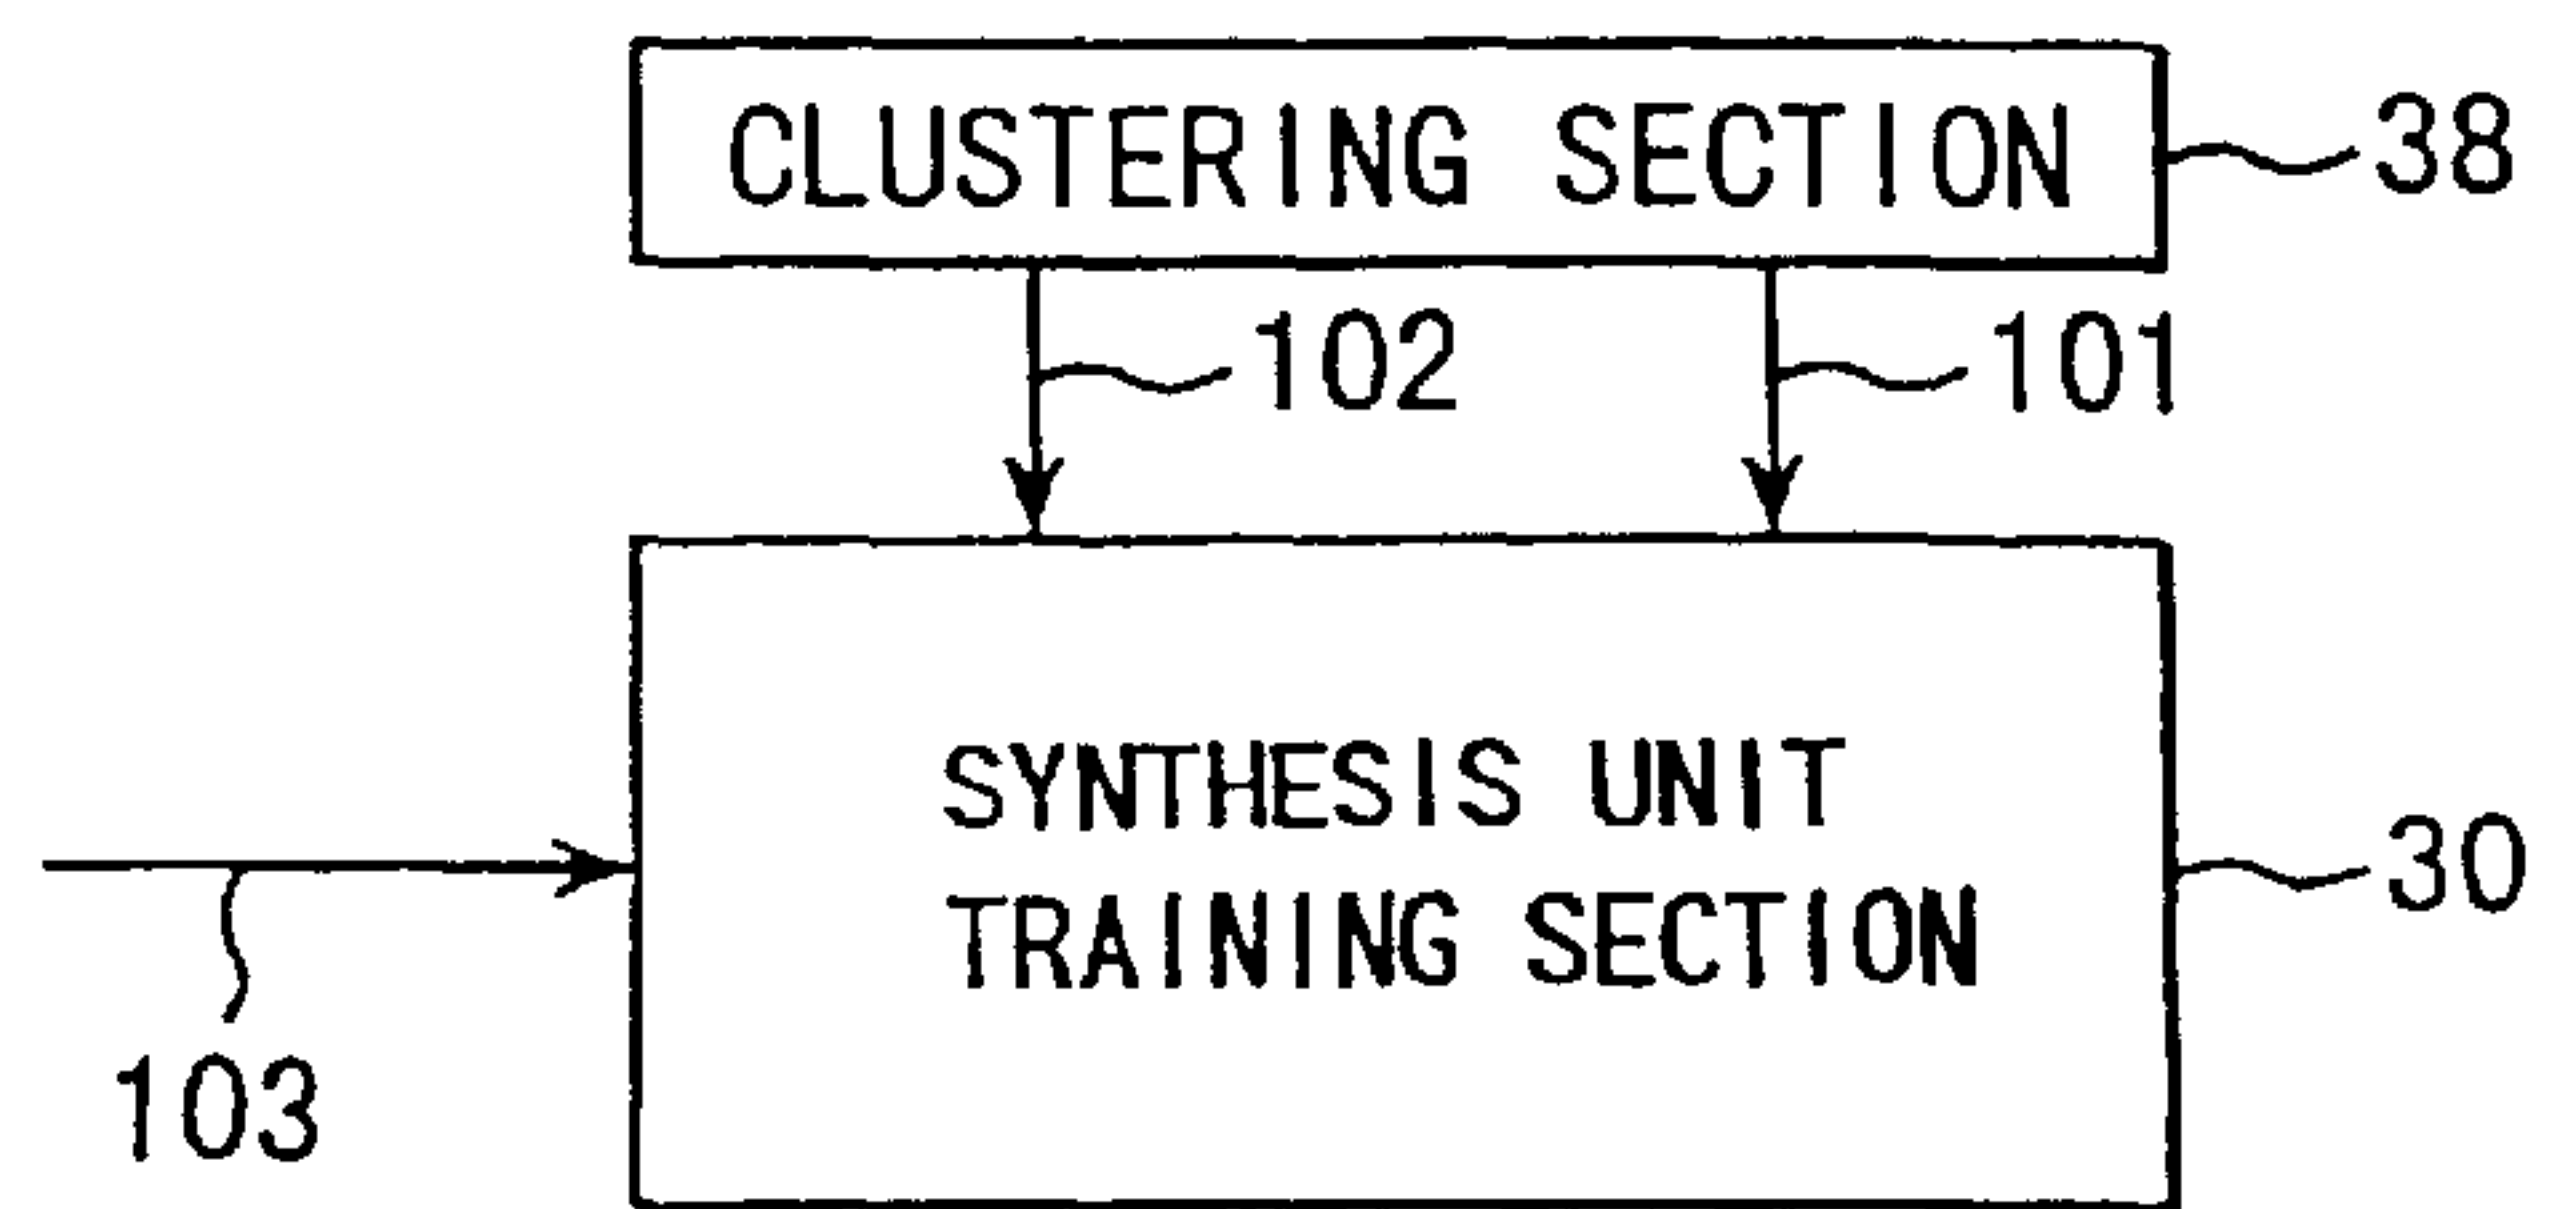 CLUSTERING SECTION
38
102
101
SYNTHESIS UNIT
TRAINING SECTION
30
103